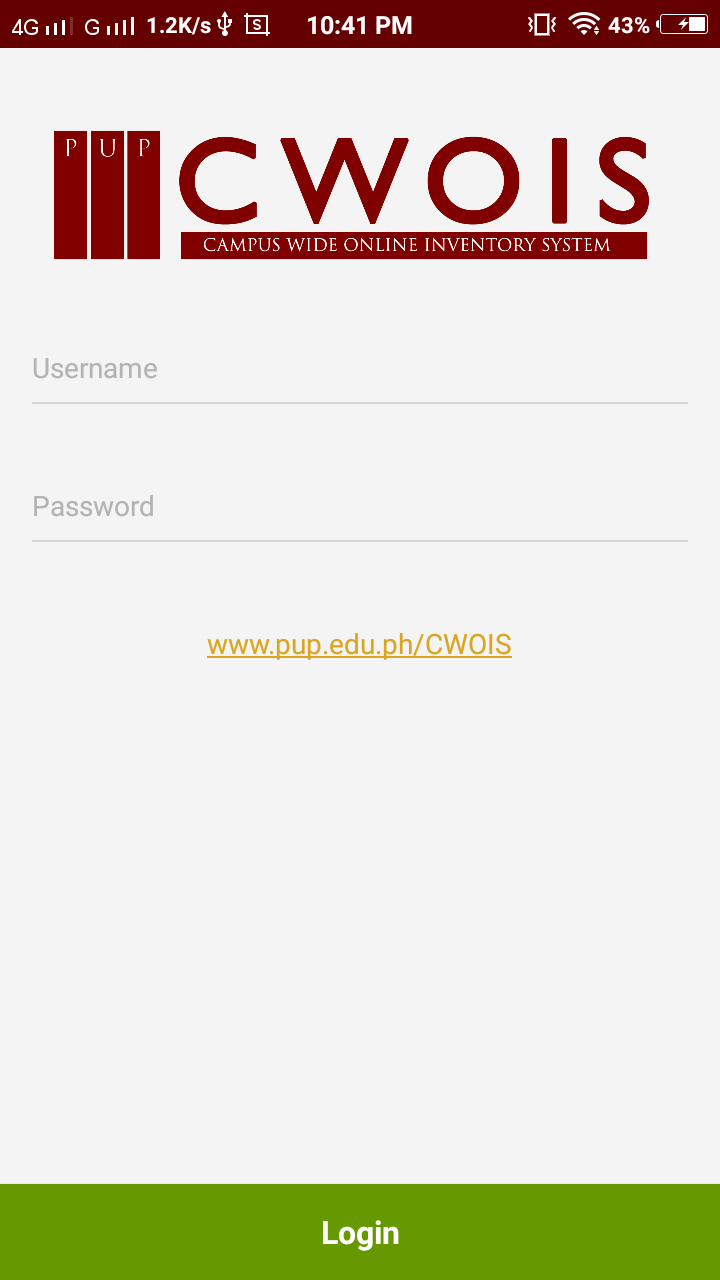 4G G 1.2K/s S 10:41 PM 43%
P U P
CWOIS
CAMPUS WIDE ONLINE INVENTORY SYSTEM
Username
Password
www.pup.edu.ph/CWOIS
Login